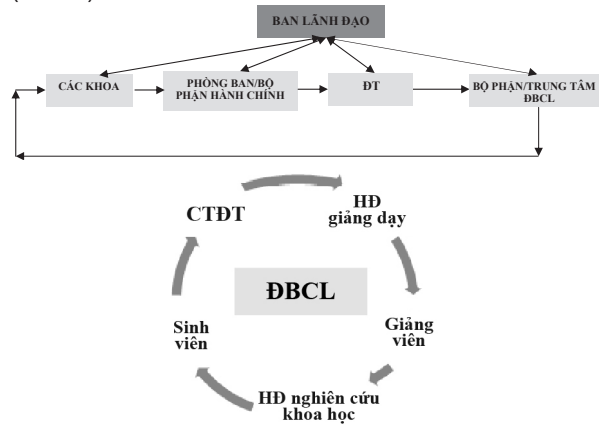 BAN LÃNH ĐẠO
CÁC KHOA
PHÒNG BAN/BỘ
PHẬN HÀNH CHÍNH
ĐT
BỘ PHẬN/TRUNG TÂM
ĐBCL
CTĐT
HĐ
giảng dạy
ĐBCL
Sinh
viên
Giảng
viên
HĐ nghiên cứu
khoa học